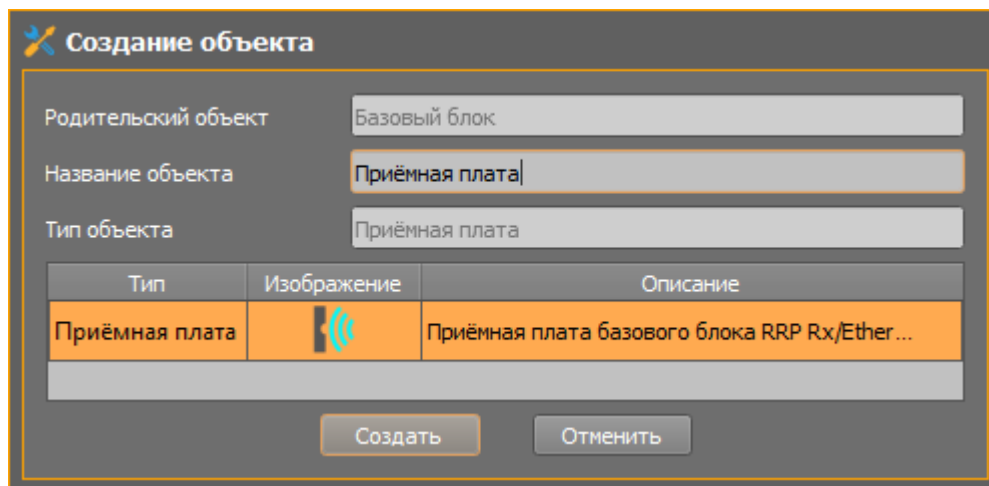 Создание объекта
Родительский объект Базовый блок
Название объекта Приёмная плата
Тип объекта Приёмная плата
Тип Изображение Описание
Приёмная плата Приёмная плата базового блока RRP Rx/Ether...
Создать Отменить